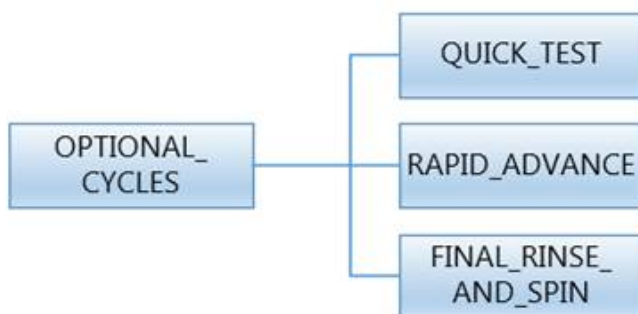 OPTIONAL_
CYCLES
QUICK_TEST
RAPID_ADVANCE
FINAL_RINSE_
AND_SPIN